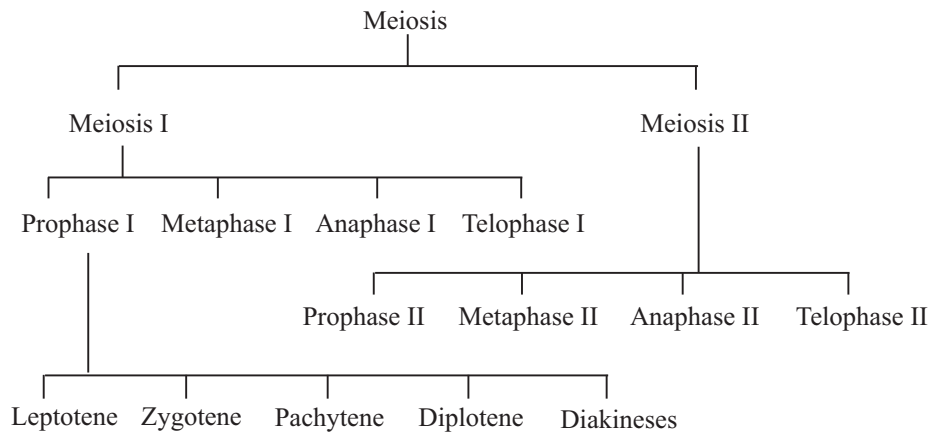 Meiosis
Meiosis I Meiosis II
Prophase I Metaphase I Anaphase I Telophase I
Prophase II Metaphase II Anaphase II Telophase II
Leptotene Zygotene Pachytene Diplotene Diakineses